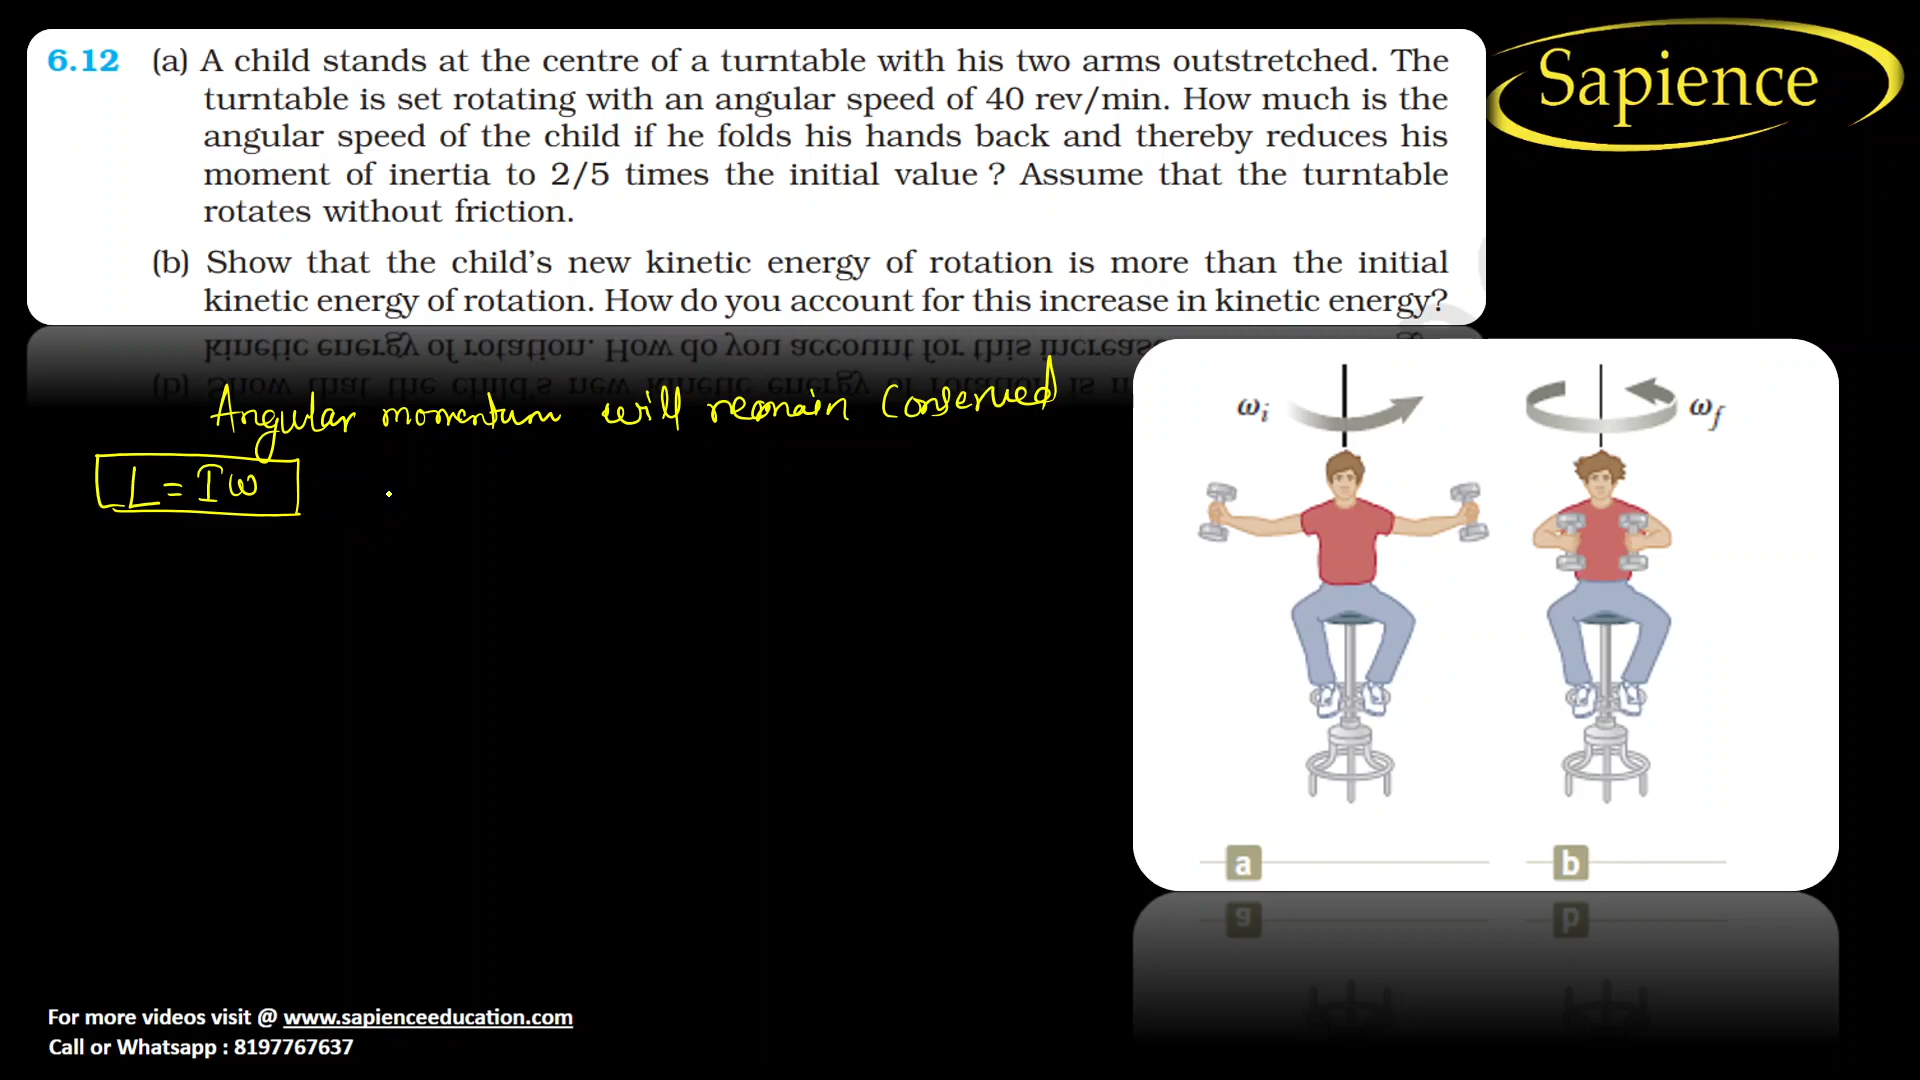 6.12 (a) A child stands at the centre of a turntable with his two arms outstretched. The
turntable is set rotating with an angular speed of 40 rev/min. How much is the
angular speed of the child if he folds his hands back and thereby reduces his
moment of inertia to 2/5 times the initial value ? Assume that the turntable
rotates without friction.
(b) Show that the child's new kinetic energy of rotation is more than the initial
kinetic energy of rotation. How do you account for this increase in kinetic energy?
Sapience
Angular momentum will remain Conserved
L = I ω
ωi
ωf
a
b
For more videos visit @ www.sapienceeducation.com
Call or Whatsapp : 8197767637